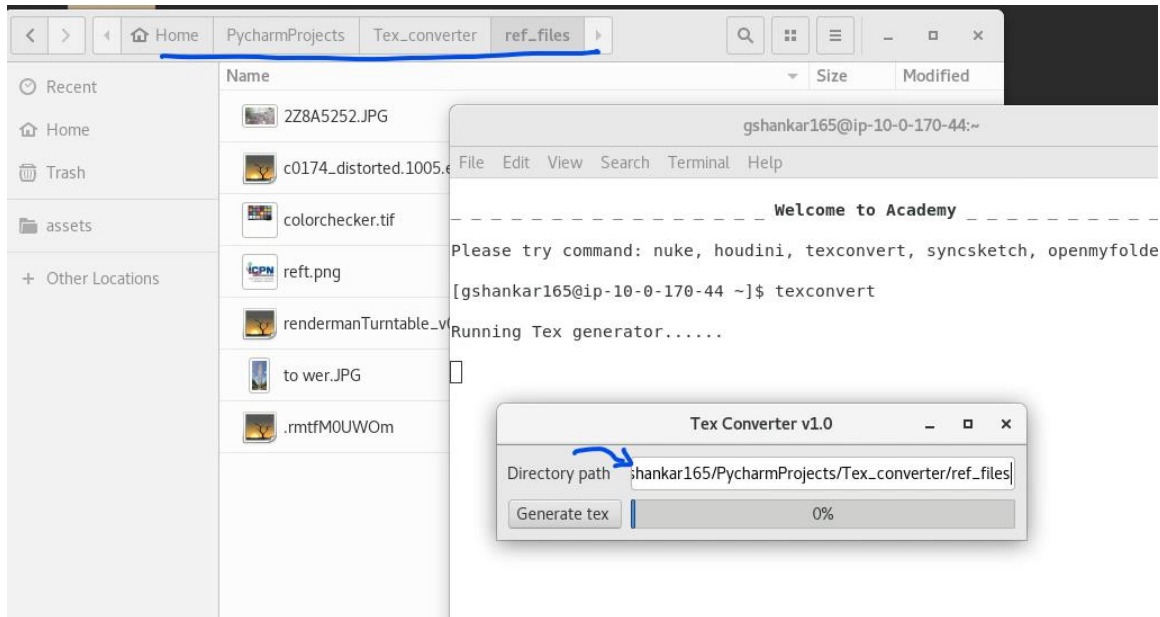 Home PycharmProjects Tex_converter ref_files
Name Size Modified
Recent
Home
Trash
assets
+ Other Locations
2Z8A5252.JPG
c0174_distorted.1005.e
colorchecker.tif
reft.png
rendermanTurntable_v
to wer.JPG
.rmtfM0UWOm
gshankar165@ip-10-0-170-44:~
File Edit View Search Terminal Help
_ _ _ _ _ _ _ _ _ _ _ _ _ _ _ _ _ _ _ _ Welcome to Academy _ _ _ _ _ _ _ _ _ _ _ _
Please try command: nuke, houdini, texconvert, syncsketch, openmyfolde
[gshankar165@ip-10-0-170-44 ~]$ texconvert
Running Tex generator......
Tex Converter v1.0
Directory path shankar165/PycharmProjects/Tex_converter/ref_files
Generate tex 0%